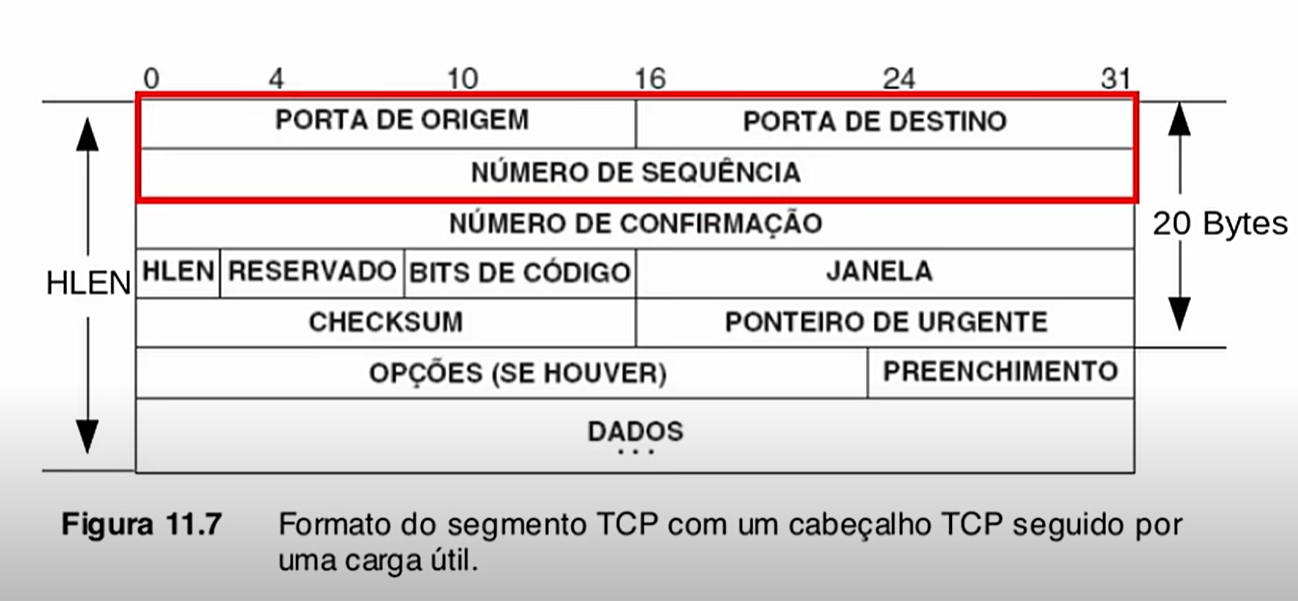 0 4 10 16 24 31
PORTA DE ORIGEM PORTA DE DESTINO
NÚMERO DE SEQUÊNCIA
NÚMERO DE CONFIRMAÇÃO
20 Bytes
HLEN HLEN RESERVADO BITS DE CÓDIGO JANELA
CHECKSUM PONTEIRO DE URGENTE
OPÇÕES (SE HOUVER) PREENCHIMENTO
DADOS
...
Figura 11.7 Formato do segmento TCP com um cabeçalho TCP seguido por
uma carga útil.